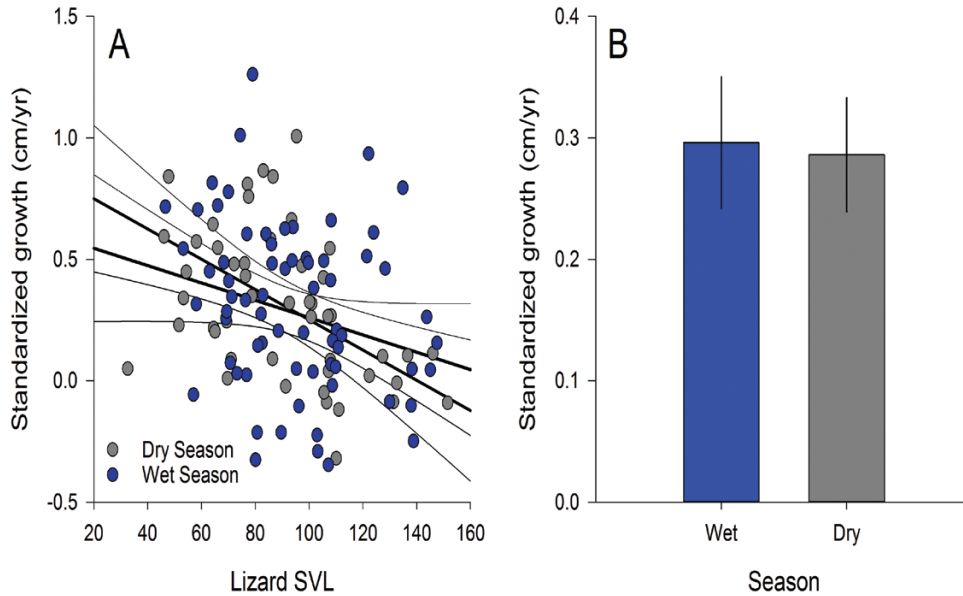 A
Standardized growth (cm/yr)
1.5
1.0
0.5
0.0
-0.5
Dry Season
Wet Season
20 40 60 80 100 120 140 160
Lizard SVL
B
Standardized growth (cm/yr)
0.4
0.3
0.2
0.1
0.0
Wet Dry
Season